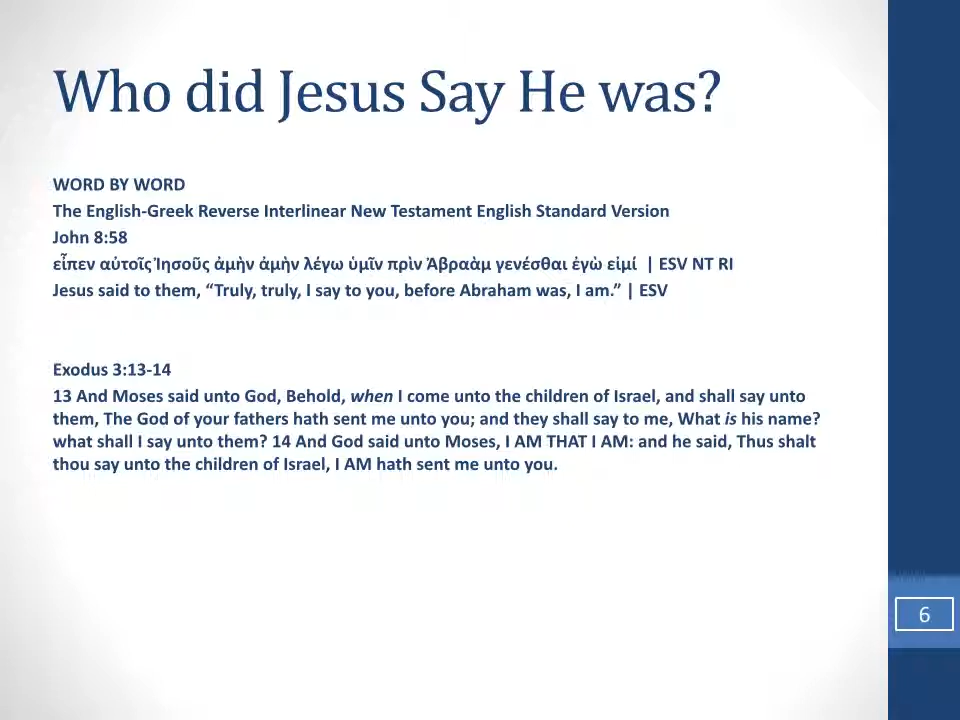 Who did Jesus Say He was?
WORD BY WORD
The English-Greek Reverse Interlinear New Testament English Standard Version
John 8:58
εἶπεν αὐτοῖς Ἰησοῦς ἀμὴν ἀμὴν λέγω ὑμῖν πρὶν Ἀβραὰμ γενέσθαι ἐγὼ εἰμί | ESV NT RI
Jesus said to them, “Truly, truly, I say to you, before Abraham was, I am.” | ESV
Exodus 3:13-14
13 And Moses said unto God, Behold, when I come unto the children of Israel, and shall say unto
them, The God of your fathers hath sent me unto you; and they shall say to me, What is his name?
what shall I say unto them? 14 And God said unto Moses, I AM THAT I AM: and he said, Thus shalt
thou say unto the children of Israel, I AM hath sent me unto you.
6